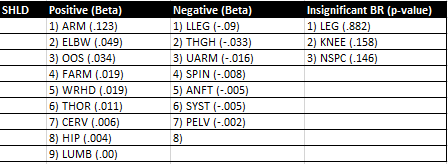 SHLD Positive (Beta) Negative (Beta) Insignificant BR (p-value)
1) ARM (.123) 1) LLEG (-.09) 1) LEG (.882)
2) ELBW (.049) 2) THGH (-.033) 2) KNEE (.158)
3) OOS (.034) 3) UARM (-.016) 3) NSPC (.146)
4) FARM (.019) 4) SPIN (-.008)
5) WRHD (.019) 5) ANFT (-.005)
6) THOR (.011) 6) SYST (-.005)
7) CERV (.006) 7) PELV (-.002)
8) HIP (.004) 8)
9) LUMB (.00)